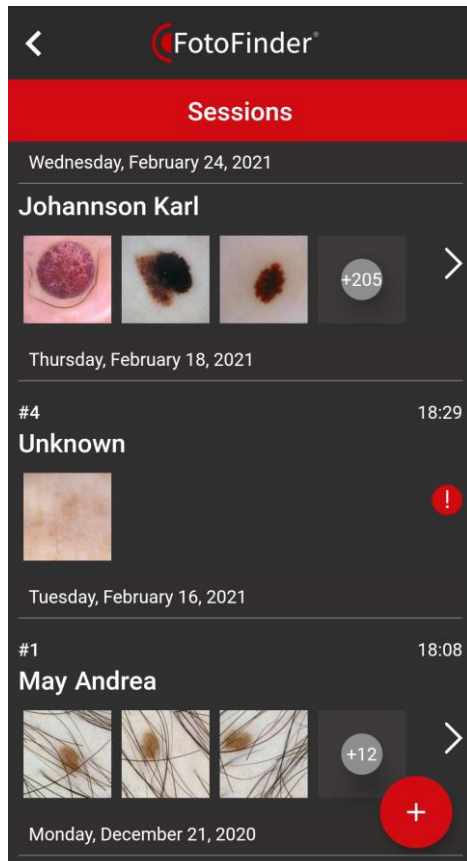 FotoFinder®
Sessions
Wednesday, February 24, 2021
Johannson Karl
+205
Thursday, February 18, 2021
#4 18:29
Unknown
!
Tuesday, February 16, 2021
#1 18:08
May Andrea
+12
+
Monday, December 21, 2020